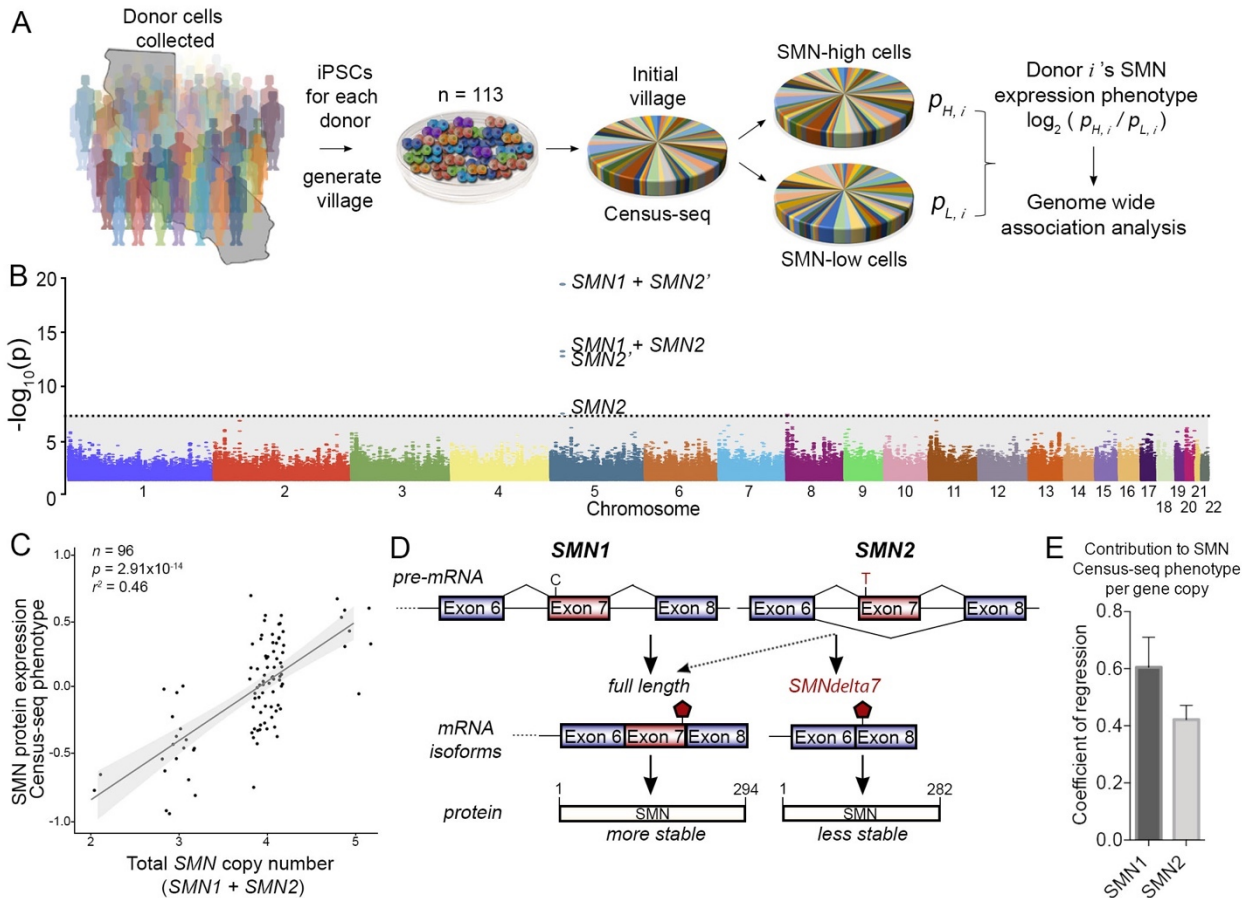 A
Donor cells
collected
iPSCs
for each
donor
generate
village
n = 113
Initial
village
Census-seq
SMN-high cells
SMN-low cells
p H, i
p L, i
Donor i 's SMN
expression phenotype
log2 ( p H, i / p L, i )
Genome wide
association analysis
B
-log10(p)
20
15
10
5
0
SMN1 + SMN2’
SMN1 + SMN2
SMN2’
SMN2
1 2 3 4 5 6 7 8 9 10 11 12 13 14 15 16 17 18 19 20 21 22
Chromosome
C
n = 96
p = 2.91x10-14
r2 = 0.46
SMN protein expression
Census-seq phenotype
1.0
0.5
0.0
-0.5
-1.0
2 3 4 5
Total SMN copy number
(SMN1 + SMN2)
D
SMN1
SMN2
pre-mRNA
C
T
Exon 6 Exon 7 Exon 8
Exon 6 Exon 7 Exon 8
full length
SMNdelta7
mRNA
isoforms
Exon 6 Exon 7 Exon 8
Exon 6 Exon 8
1 294
1 282
protein
SMN
SMN
more stable
less stable
E
Contribution to SMN
Census-seq phenotype
per gene copy
Coefficient of regression
0.8
0.6
0.4
0.2
0.0
SMN1
SMN2